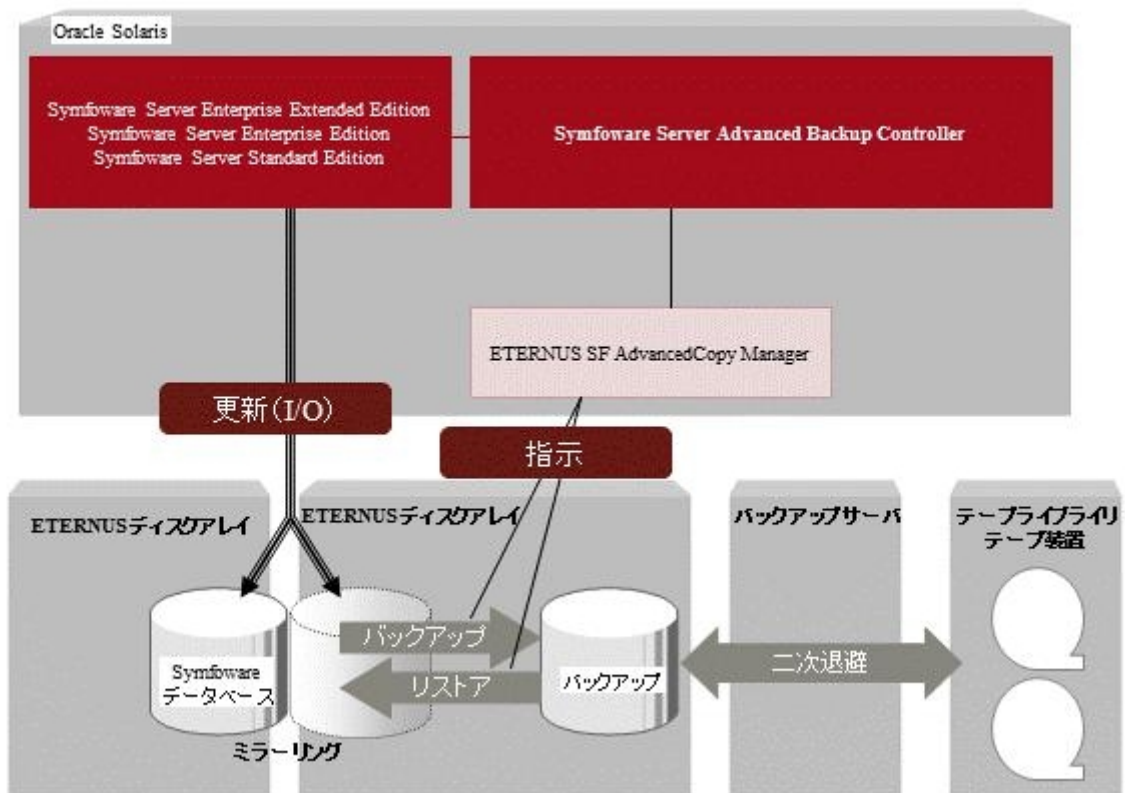 Oracle Solaris
Symfoware Server Enterprise Extended Edition
Symfoware Server Enterprise Edition
Symfoware Server Standard Edition
Symfoware Server Advanced Backup Controller
ETERNUS SF AdvancedCopy Manager
更新(I/O)
指示
ETERNUSディスクアレイ
ETERNUSディスクアレイ
バックアップサーバ
テープライブライリ
テープ装置
Symfoware
データベース
バックアップ
リストア
バックアップ
二次退避
ミラーリング